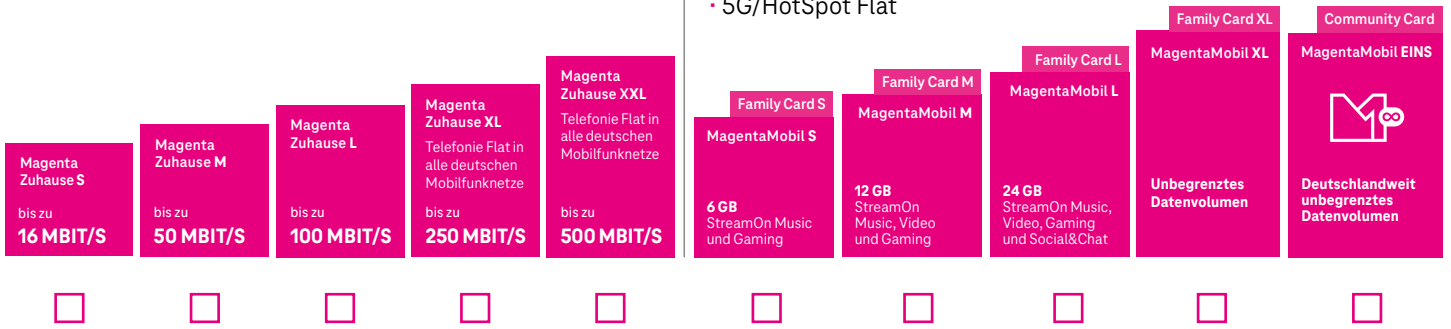 · 5G/HotSpot Flat
Magenta
Zuhause S
bis zu
16 MBIT/S
Magenta
Zuhause M
bis zu
50 MBIT/S
Magenta
Zuhause L
bis zu
100 MBIT/S
Magenta
Zuhause XL
Telefonie Flat in
alle deutschen
Mobilfunknetze
bis zu
250 MBIT/S
Magenta
Zuhause XXL
Telefonie Flat in
alle deutschen
Mobilfunknetze
bis zu
500 MBIT/S
Family Card S
MagentaMobil S
6 GB
StreamOn Music
und Gaming
Family Card M
MagentaMobil M
12 GB
StreamOn
Music, Video
und Gaming
Family Card L
MagentaMobil L
24 GB
StreamOn Music,
Video, Gaming
und Social&Chat
Family Card XL
MagentaMobil XL
Unbegrenztes
Datenvolumen
Community Card
MagentaMobil EINS
Deutschlandweit
unbegrenztes
Datenvolumen